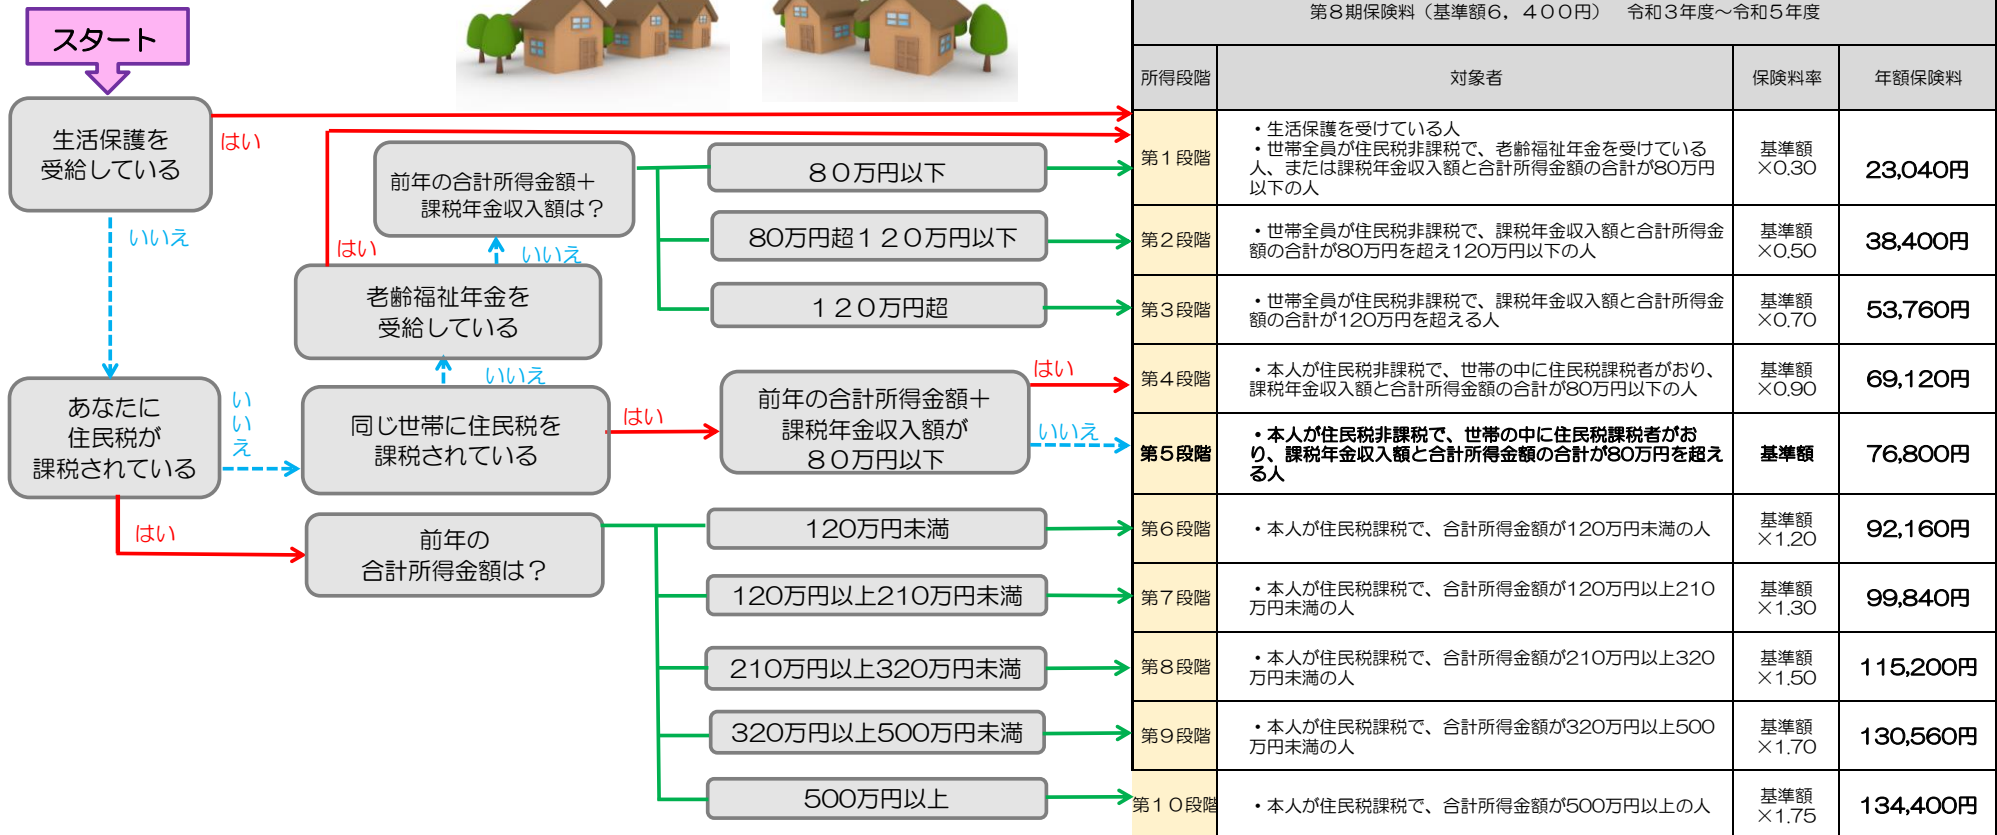 スタート
生活保護を
受給している
はい
いいえ
あなたに
住民税が
課税されている
いいえ
はい
同じ世帯に住民税を
課税されている
いいえ
はい
老齢福祉年金を
受給している
はい
いいえ
前年の合計所得金額＋
課税年金収入額は？
８０万円以下
80万円超１２０万円以下
１２０万円超
前年の合計所得金額＋
課税年金収入額が
８０万円以下
はい
いいえ
前年の
合計所得金額は？
120万円未満
120万円以上210万円未満
210万円以上320万円未満
320万円以上500万円未満
500万円以上
第８期保険料（基準額６，４００円）　令和３年度～令和５年度
所得段階 対象者 保険料率 年額保険料
第１段階
・生活保護を受けている人
・世帯全員が住民税非課税で、老齢福祉年金を受けている
人、または課税年金収入額と合計所得金額の合計が80万円
以下の人
基準額
×0.30
23,040円
第２段階
・世帯全員が住民税非課税で、課税年金収入額と合計所得金
額の合計が80万円を超え120万円以下の人
基準額
×0.50
38,400円
第３段階
・世帯全員が住民税非課税で、課税年金収入額と合計所得金
額の合計が120万円を超える人
基準額
×0.70
53,760円
第４段階
・本人が住民税非課税で、世帯の中に住民税課税者がおり、
課税年金収入額と合計所得金額の合計が80万円以下の人
基準額
×0.90
69,120円
第５段階
・本人が住民税非課税で、世帯の中に住民税課税者がお
り、課税年金収入額と合計所得金額の合計が80万円を超え
る人
基準額
76,800円
第６段階
・本人が住民税課税で、合計所得金額が120万円未満の人
基準額
×1.20
92,160円
第７段階
・本人が住民税課税で、合計所得金額が120万円以上210
万円未満の人
基準額
×1.30
99,840円
第８段階
・本人が住民税課税で、合計所得金額が210万円以上320
万円未満の人
基準額
×1.50
115,200円
第９段階
・本人が住民税課税で、合計所得金額が320万円以上500
万円未満の人
基準額
×1.70
130,560円
第１０段階
・本人が住民税課税で、合計所得金額が500万円以上の人
基準額
×1.75
134,400円